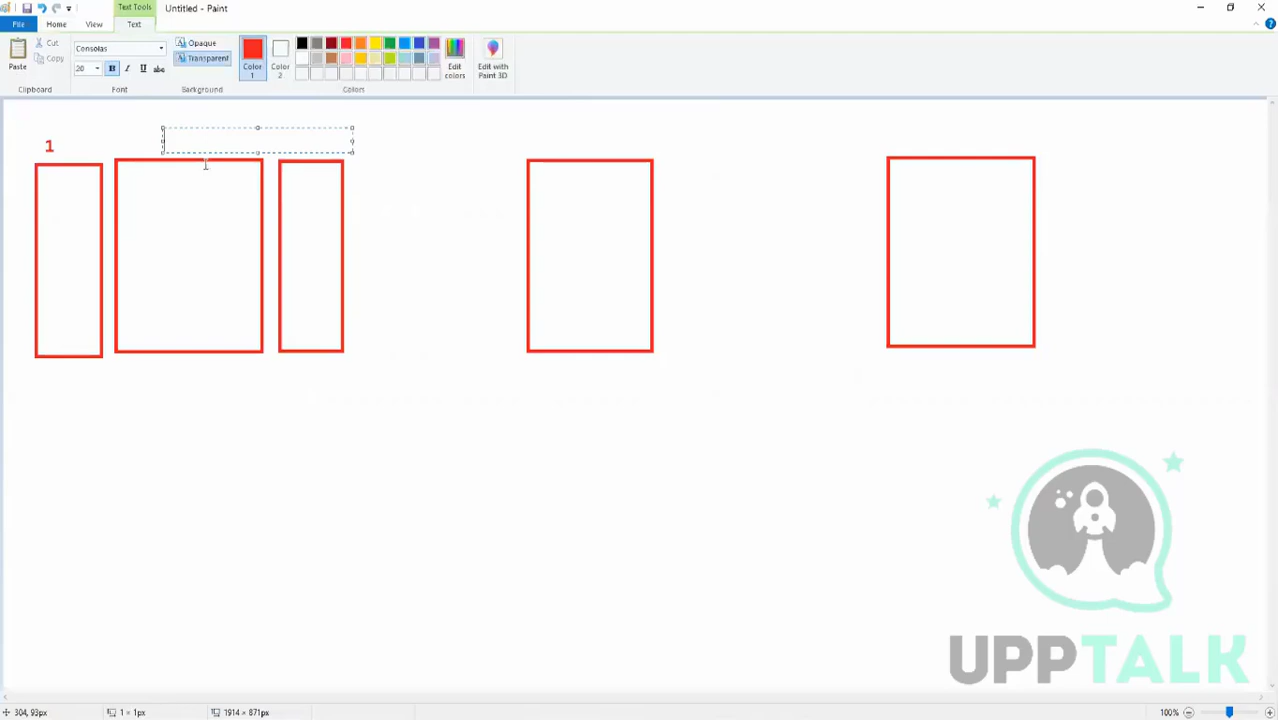 Text Tools
Untitled - Paint
File
Home
View
Text
Paste
Cut
Copy
Clipboard
Consolas
20
B
I
U
abc
Font
Opaque
Transparent
Background
Color
1
Color
2
Edit
colors
Edit with
Paint 3D
Colors
1
UPPTALK
304, 93px
1 × 1px
1914 × 871px
100%